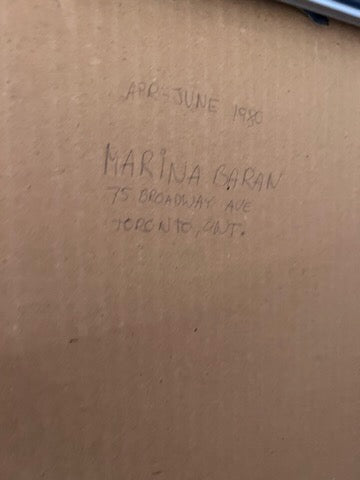 APR-JUNE 1980
MARINA BARAN
75 BROADWAY AVE
TORONTO, ONT.